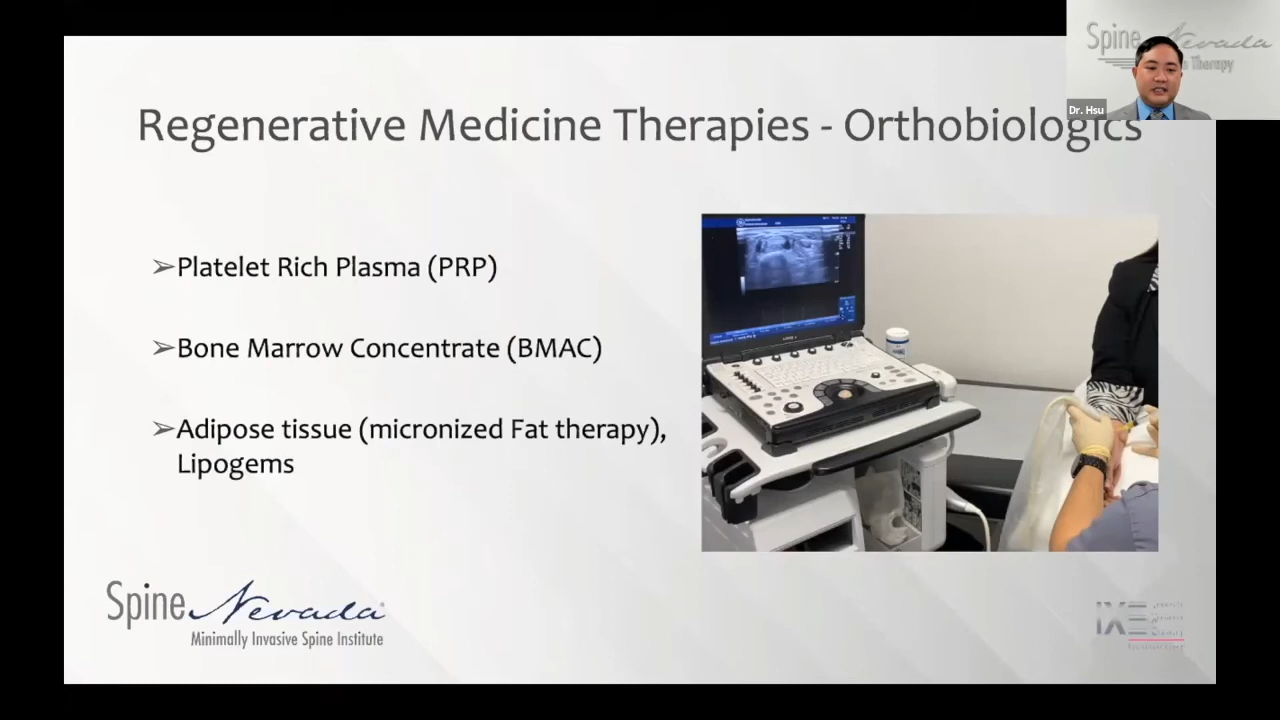 Spine Nevada
Therapy
Dr. Hsu
Regenerative Medicine Therapies - Orthobiologics
➢Platelet Rich Plasma (PRP)
➢Bone Marrow Concentrate (BMAC)
➢Adipose tissue (micronized Fat therapy),
Lipogems
Spine Nevada
Minimally Invasive Spine Institute